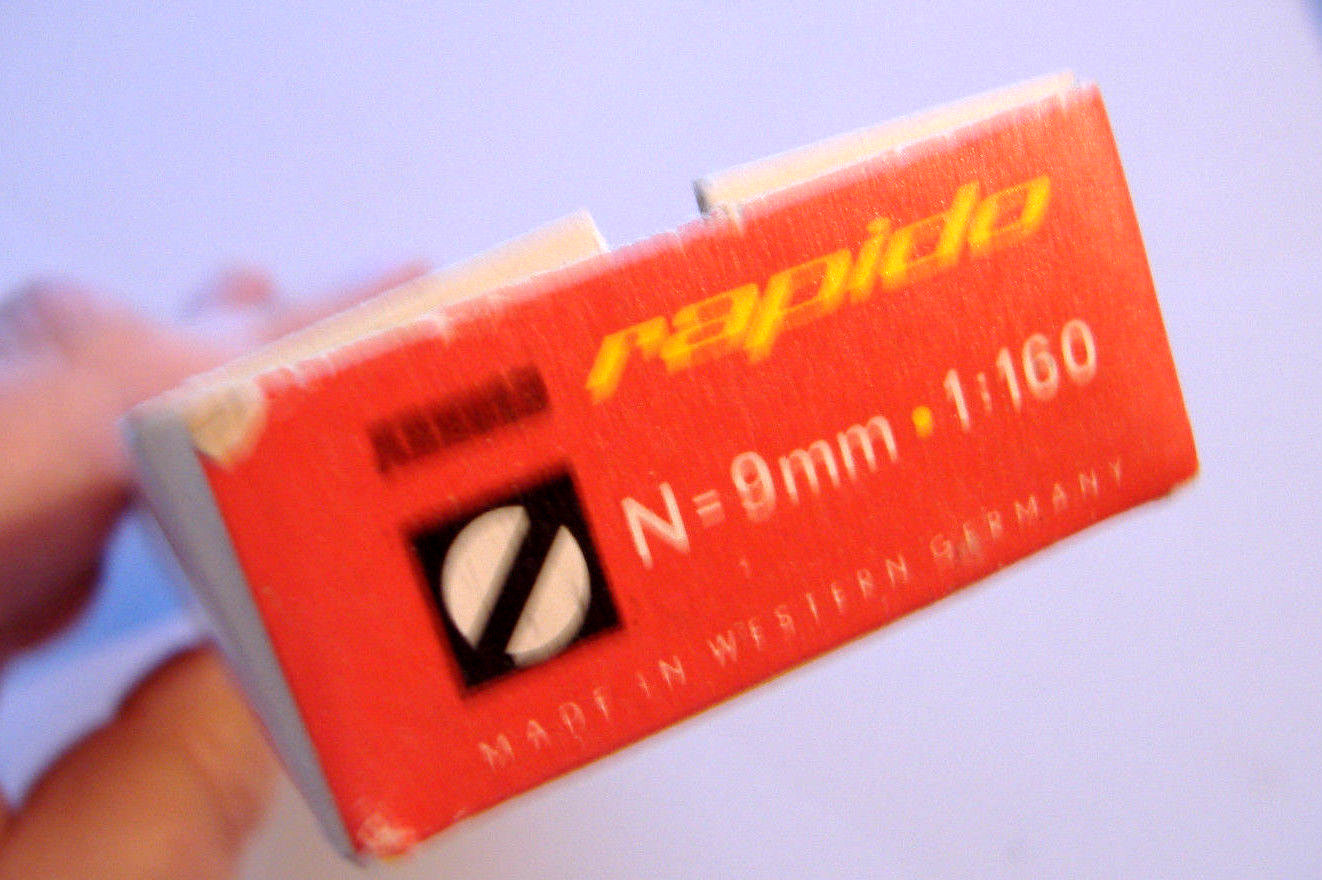 rapido
N=9mm • 1:160
MADE IN WESTERN GERMANY